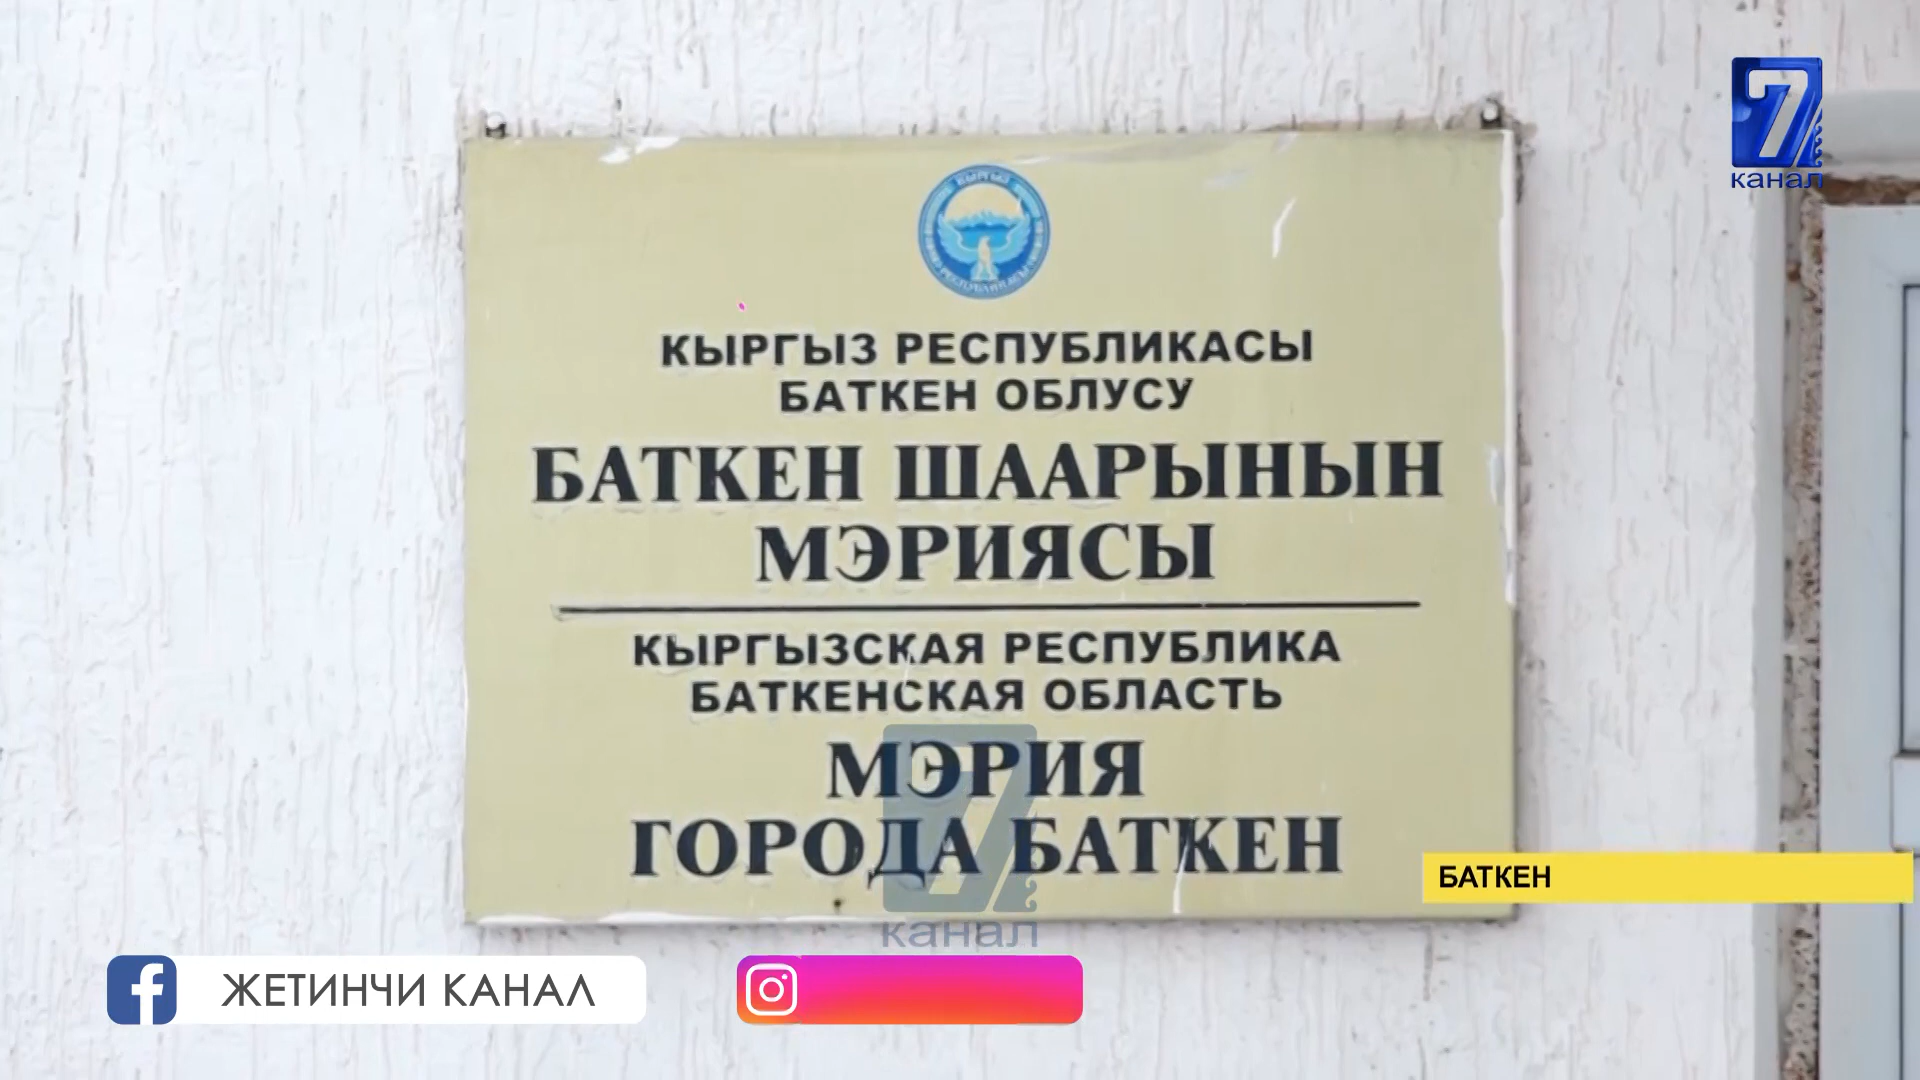 7
канал
КЫРГЫЗ РЕСПУБЛИКАСЫ
БАТКЕН ОБЛУСУ
БАТКЕН ШААРЫНЫН
МЭРИЯСЫ
КЫРГЫЗСКАЯ РЕСПУБЛИКА
БАТКЕНСКАЯ ОБЛАСТЬ
МЭРИЯ
ГОРОДА БАТКЕН
7
канал
БАТКЕН
ЖЕТИНЧИ КАНАЛ